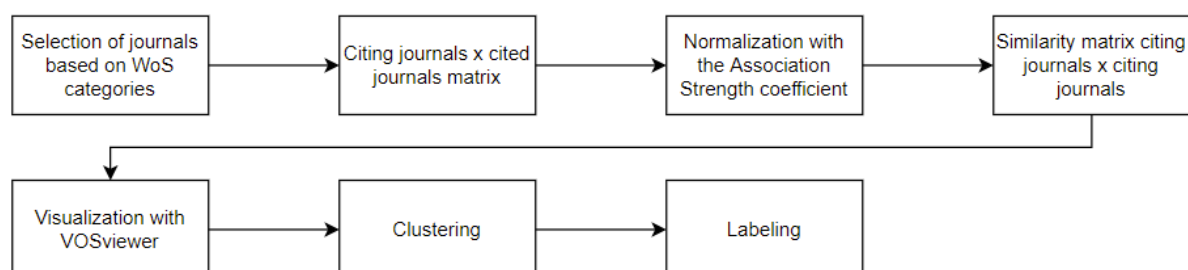 Selection of journals
based on WoS
categories
Citing journals x cited
journals matrix
Normalization with
the Association
Strength coefficient
Similarity matrix citing
journals x citing
journals
Visualization with
VOSviewer
Clustering
Labeling